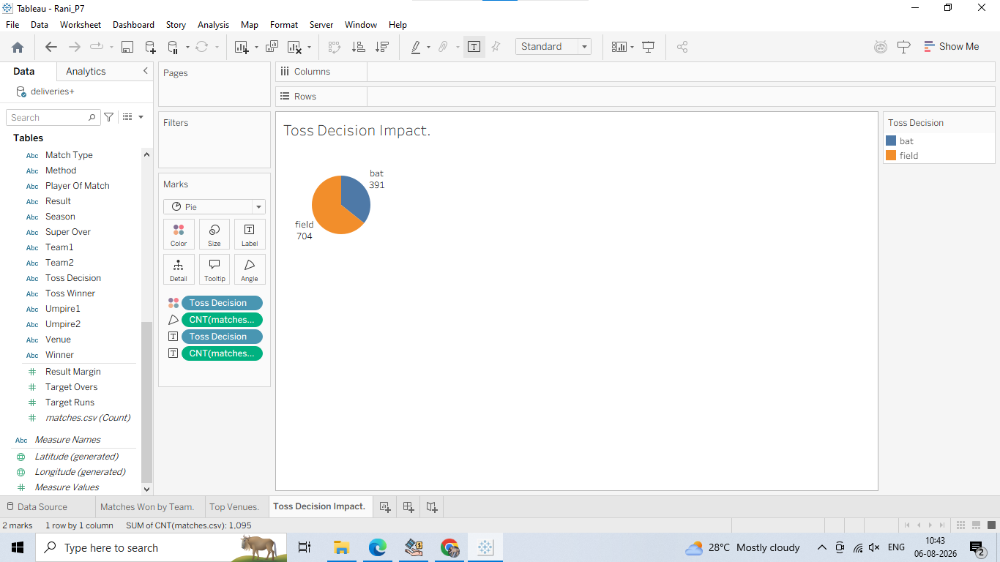 Tableau - Rani_P7
File Data Worksheet Dashboard Story Analysis Map Format Server Window Help
Standard
Show Me
Data Analytics
deliveries+
Search
Tables
Abc Match Type
Abc Method
Abc Player Of Match
Abc Result
Abc Season
Abc Super Over
Abc Team1
Abc Team2
Abc Toss Decision
Abc Toss Winner
Abc Umpire1
Abc Umpire2
Abc Venue
Abc Winner
# Result Margin
# Target Overs
# Target Runs
# matches.csv (Count)
Abc Measure Names
Latitude (generated)
Longitude (generated)
# Measure Values
Pages
Filters
Marks
Pie
Color Size Label
Detail Tooltip Angle
Toss Decision
CNT(matches...
Toss Decision
CNT(matches...
Columns
Rows
Toss Decision Impact.
bat
391
field
704
Toss Decision
bat
field
Data Source Matches Won by Team. Top Venues. Toss Decision Impact.
2 marks 1 row by 1 column SUM of CNT(matches.csv): 1,095
Type here to search
28°C Mostly cloudy
ENG
10:43
06-08-2026
2